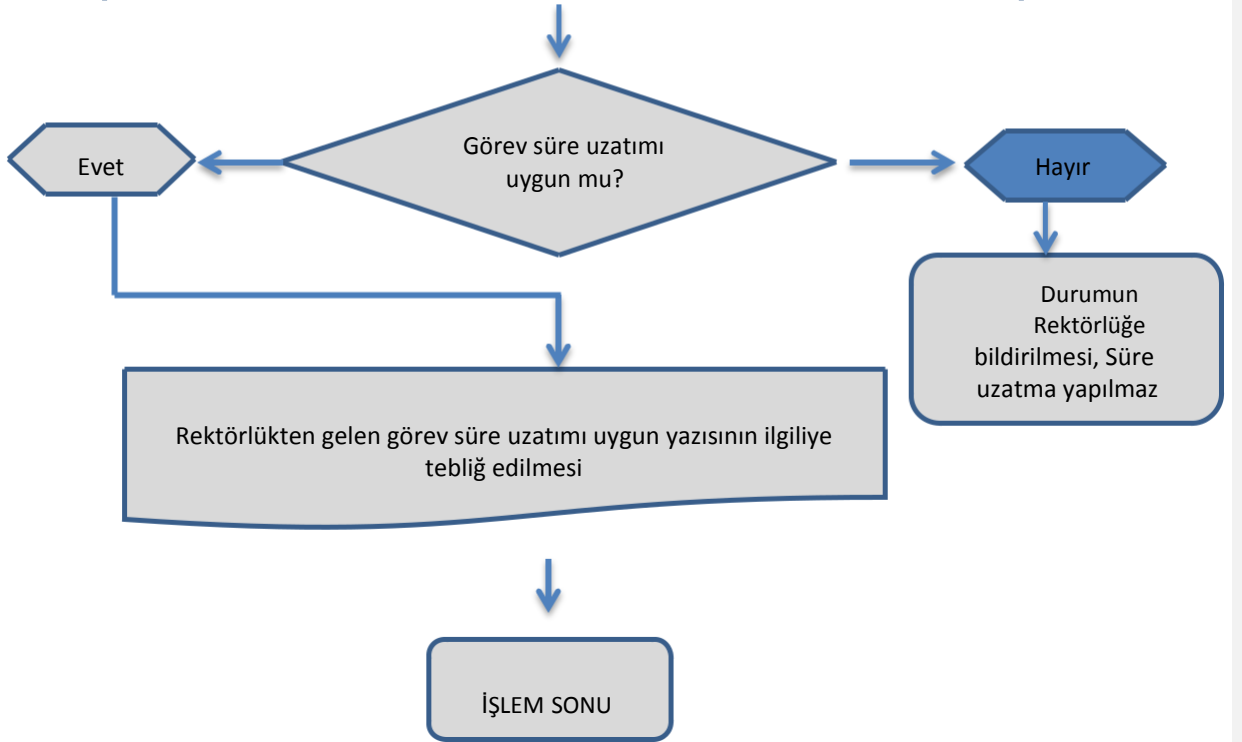 Görev süre uzatımı
uygun mu?
Evet
Hayır
Durumun
Rektörlüğe
bildirilmesi, Süre
uzatma yapılmaz
Rektörlükten gelen görev süre uzatımı uygun yazısının ilgiliye
tebliğ edilmesi
İŞLEM SONU